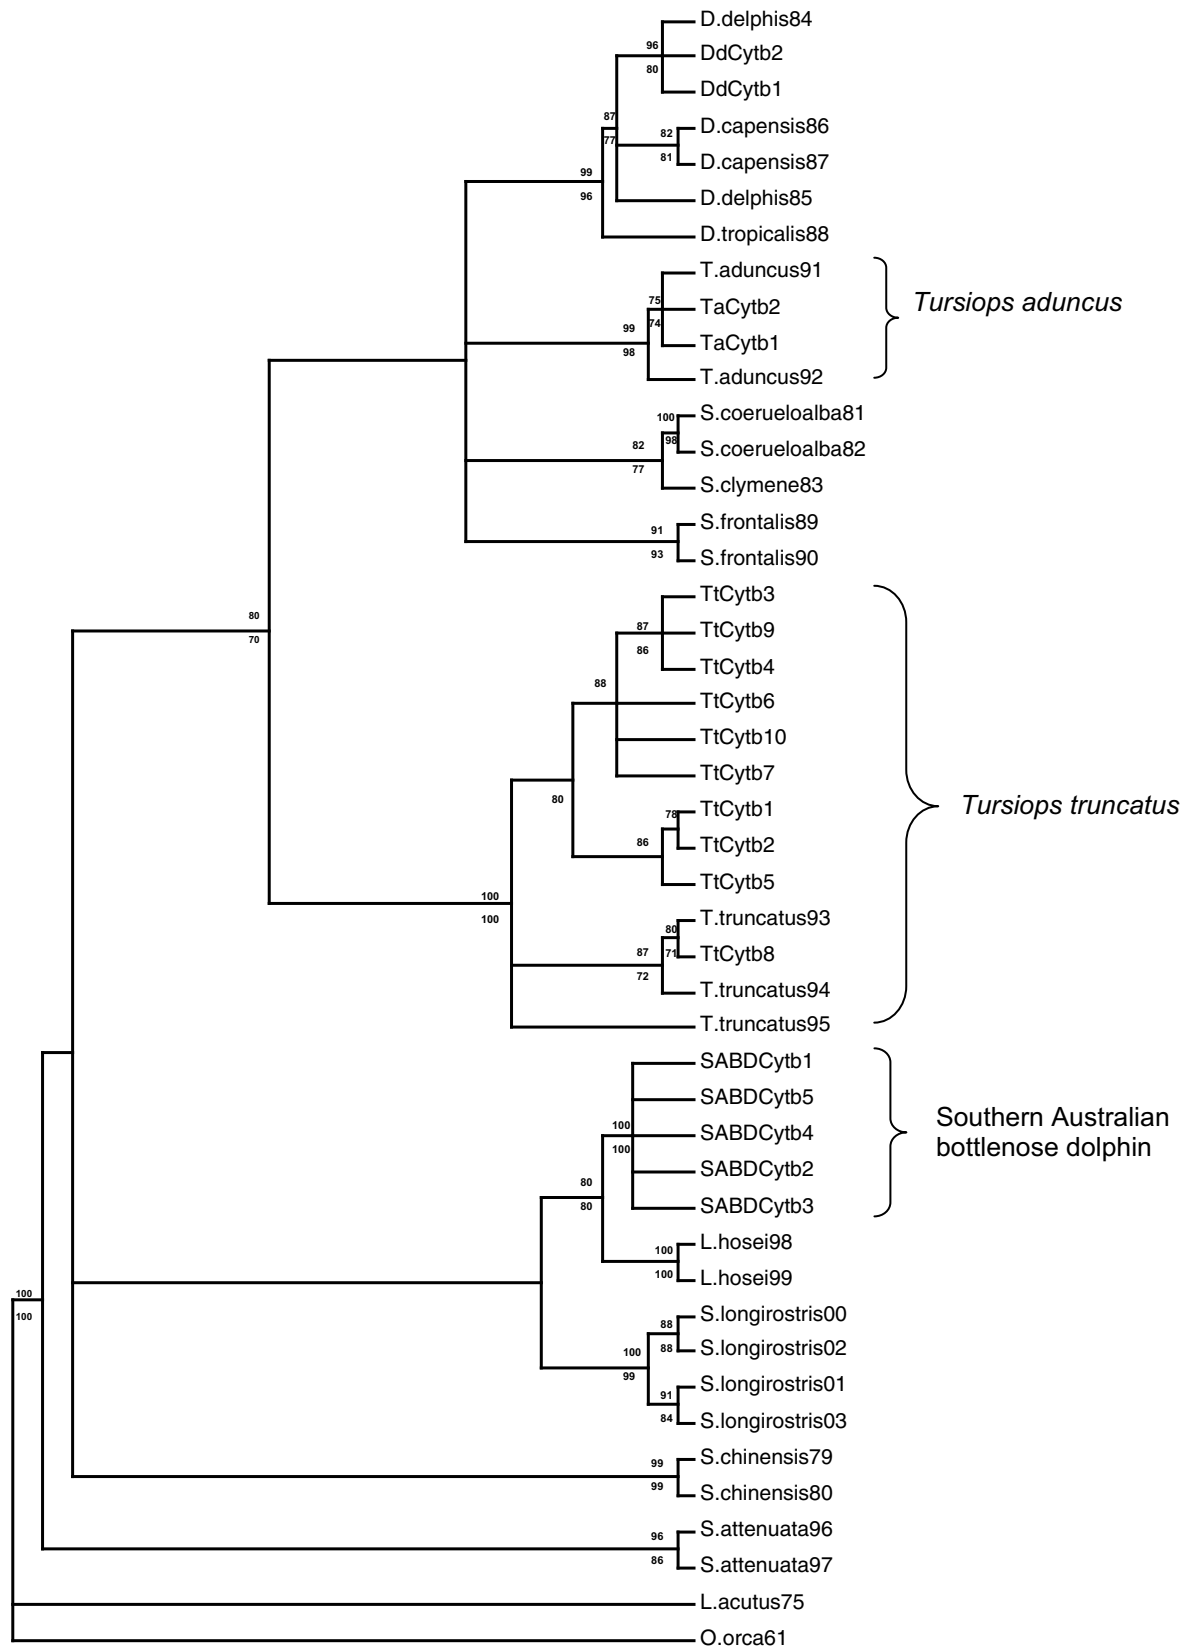 D.delphis84
96
DdCytb2
80
DdCytb1
87
D.capensis86
82
77
81
D.capensis87
99
96
D.delphis85
D.tropicalis88
T.aduncus91
75
TaCytb2
Tursiops aduncus
74
99
TaCytb1
98
T.aduncus92
S.coerueloalba81
100
98
82
S.coerueloalba82
77
S.clymene83
S.frontalis89
91
93
S.frontalis90
TtCytb3
80
87
TtCytb9
70
86
TtCytb4
88
TtCytb6
TtCytb10
TtCytb7
80
TtCytb1
78
Tursiops truncatus
86
TtCytb2
TtCytb5
100
100
T.truncatus93
80
87
71
TtCytb8
72
T.truncatus94
T.truncatus95
SABDCytb1
SABDCytb5
100
SABDCytb4
100
Southern Australian
bottlenose dolphin
80
SABDCytb2
80
SABDCytb3
L.hosei98
100
100
L.hosei99
100
100
S.longirostris00
88
88
S.longirostris02
100
99
S.longirostris01
91
84
S.longirostris03
S.chinensis79
99
99
S.chinensis80
S.attenuata96
96
86
S.attenuata97
L.acutus75
O.orca61